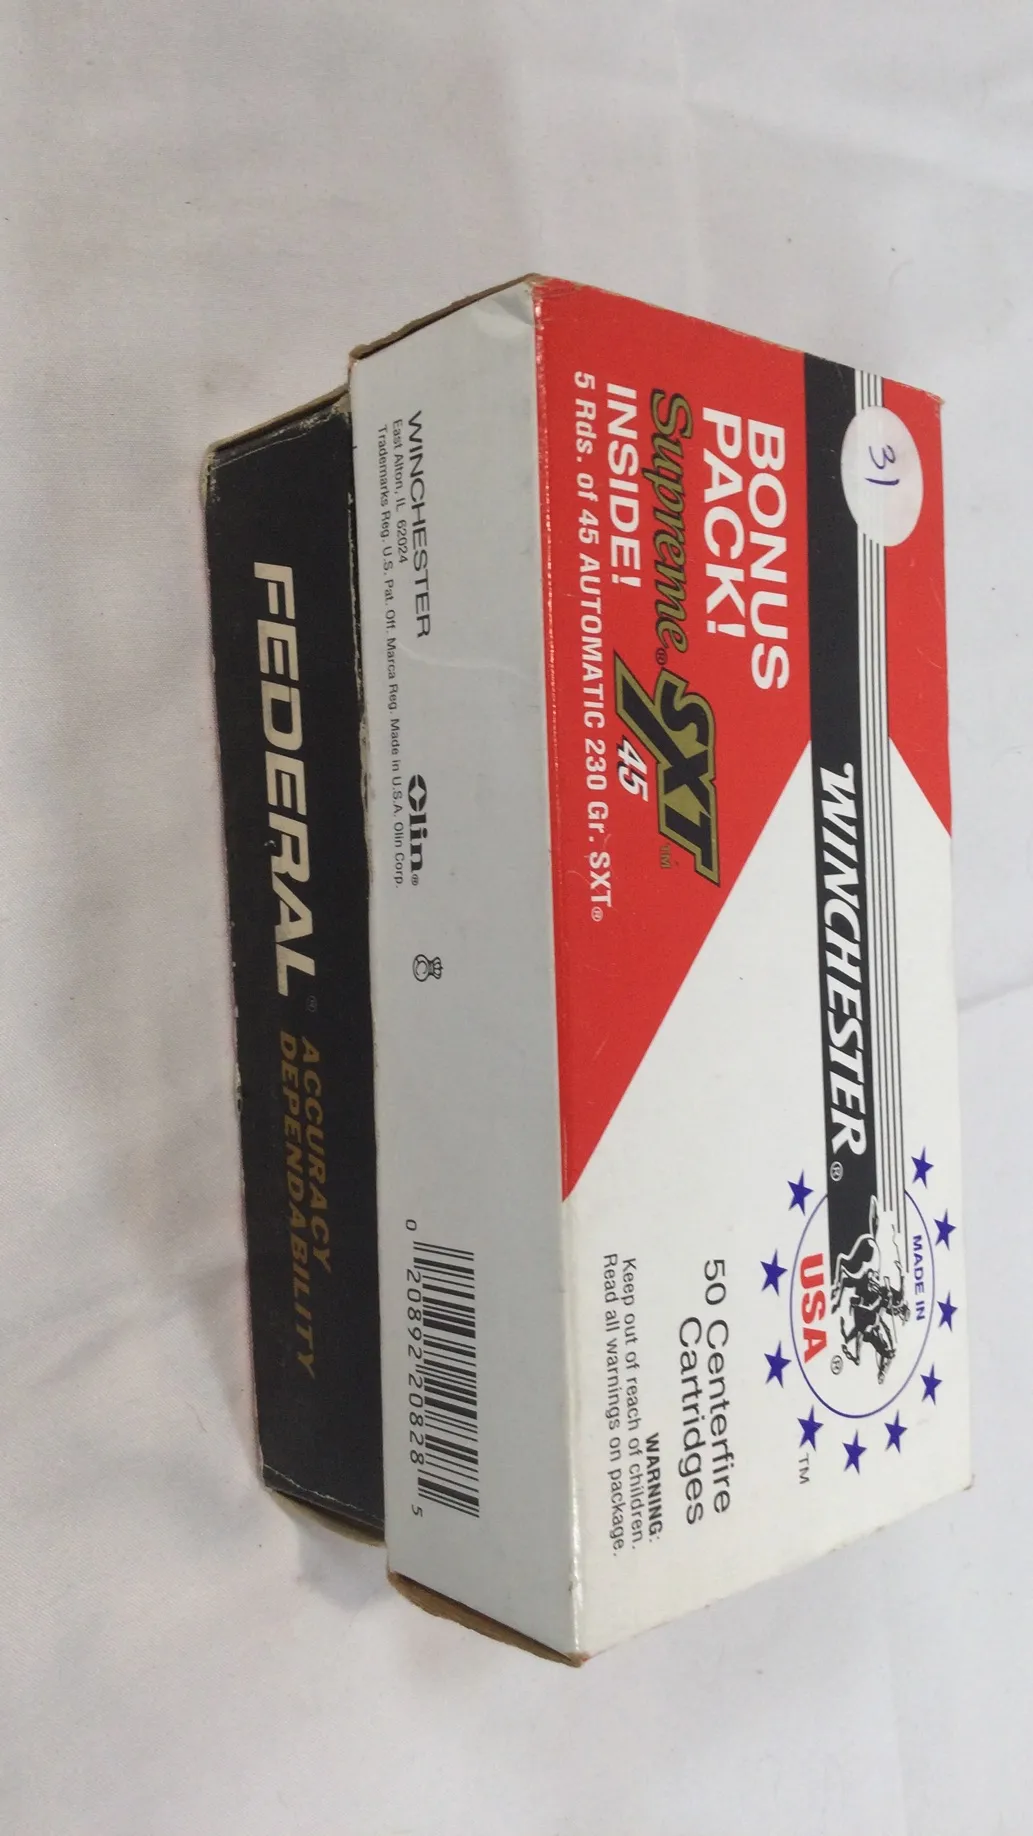 31
WINCHESTER®
BONUS
PACK!
Supreme® SXT™
45
INSIDE!
5 Rds. of 45 AUTOMATIC 230 Gr. SXT®
MADE IN
USA
®
TM
50 Centerfire
Cartridges
WARNING:
Keep out of reach of children.
Read all warnings on package.
WINCHESTER
East Alton, IL 62024
Trademarks Reg. U.S. Pat. Off. Marca Reg. Made in U.S.A. Olin Corp.
Olin®
C
0 20892 20828 5
FEDERAL®
ACCURACY
DEPENDABILITY